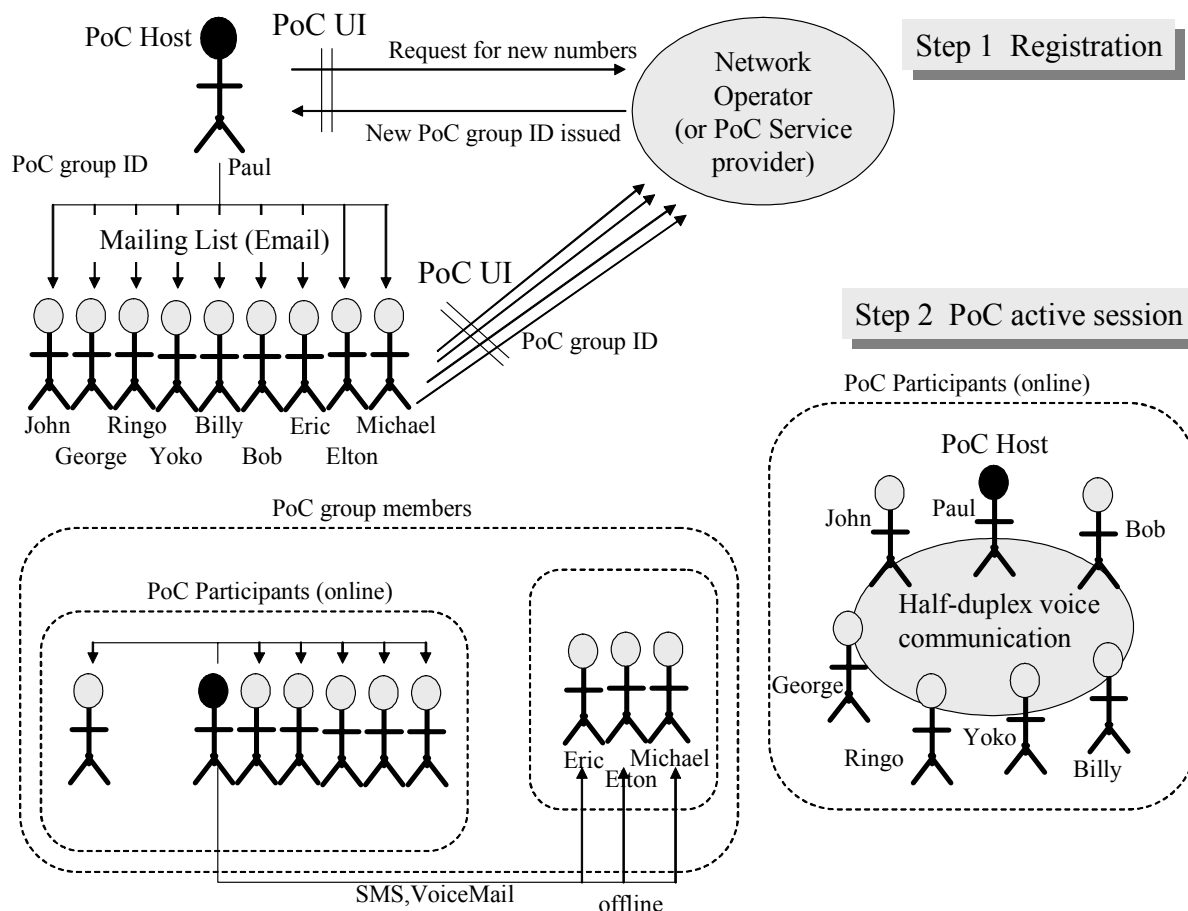 PoC Host
PoC UI
Request for new numbers
New PoC group ID issued
Network
Operator
(or PoC Service
provider)
Step 1  Registration
PoC group ID
Paul
Mailing List (Email)
PoC UI
PoC group ID
John
Ringo
Billy
Eric
Michael
George
Yoko
Bob
Elton
Step 2  PoC active session
PoC Participants (online)
PoC Host
John
Paul
Bob
Half-duplex voice
communication
George
Ringo
Yoko
Billy
PoC group members
PoC Participants (online)
Eric
Elton
Michael
SMS,VoiceMail
offline